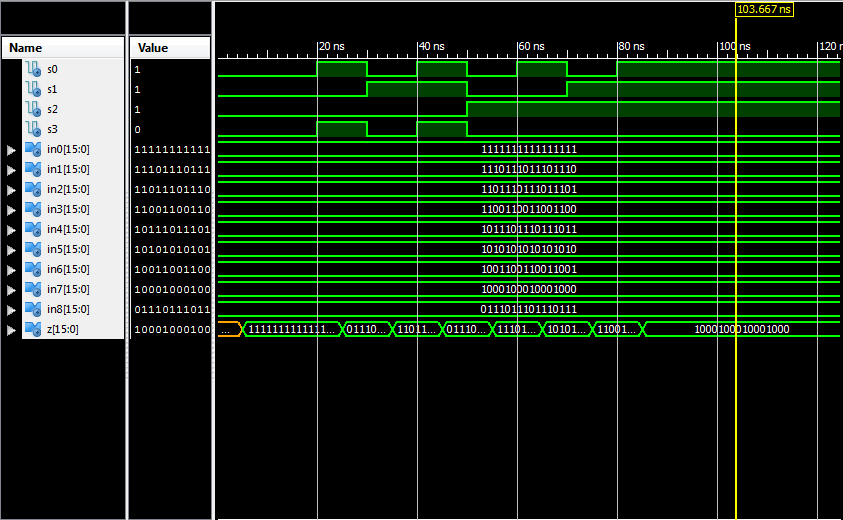 103.667 ns
Name Value
20 ns 40 ns 60 ns 80 ns 100 ns 120 n
s0 1
s1 1
s2 1
s3 0
in0[15:0] 11111111111 1111111111111111
in1[15:0] 11101110111 1110111011101110
in2[15:0] 11011101110 1101110111011101
in3[15:0] 11001100110 1100110011001100
in4[15:0] 10111011101 1011101110111011
in5[15:0] 10101010101 1010101010101010
in6[15:0] 10011001100 1001100110011001
in7[15:0] 10001000100 1000100010001000
in8[15:0] 01110111011 0111011101110111
z[15:0] 10001000100 ... 1111111111111... 01110... 11011... 01110... 11101... 10101... 11001... 1000100010001000